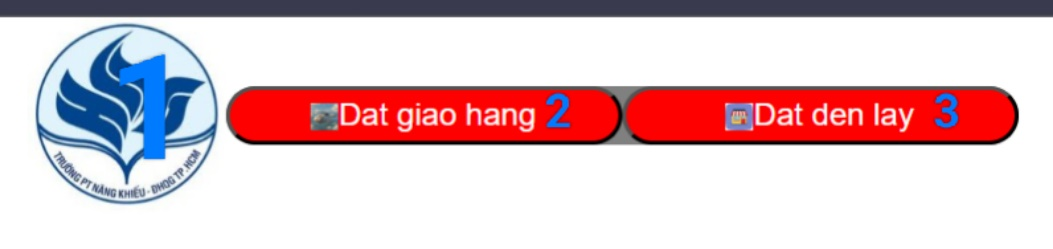 1
TRƯỜNG PT NĂNG KHIẾU - ĐHQG TP.HCM
Dat giao hang 2
Dat den lay 3